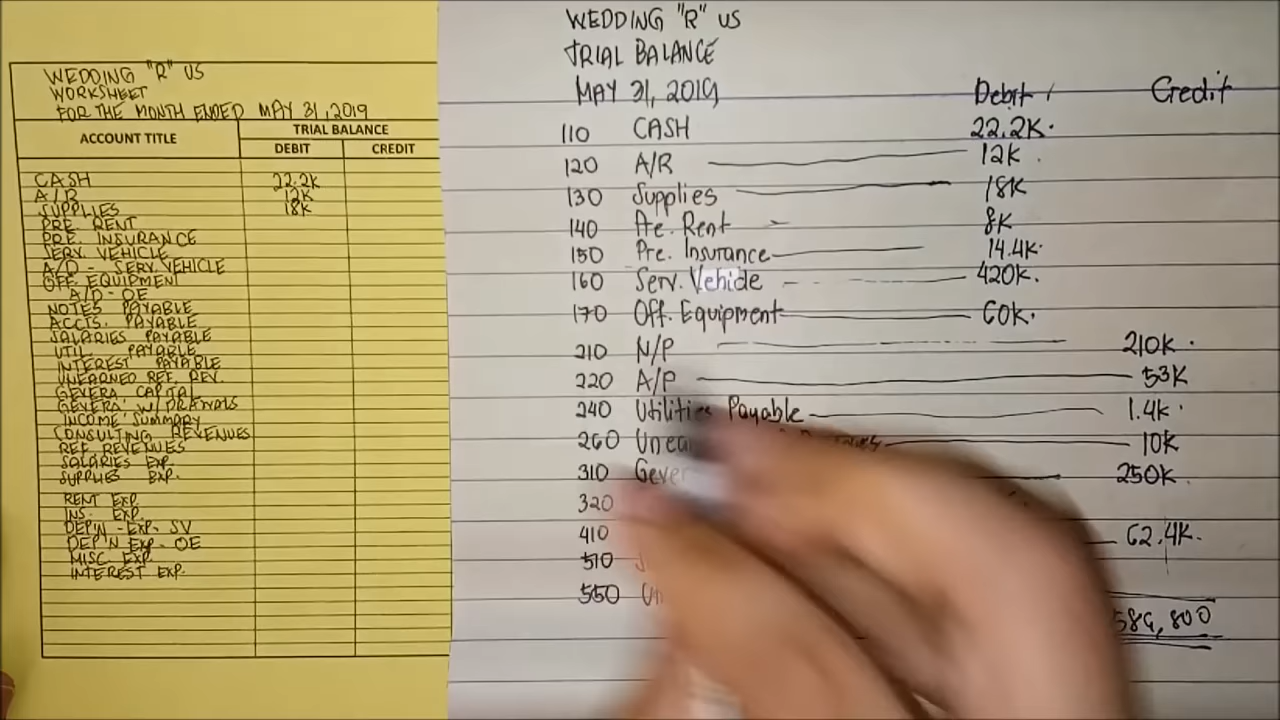 WEDDING "R" US
WORKSHEET
FOR THE MONTH ENDED MAY 31, 2019
ACCOUNT TITLE TRIAL BALANCE
DEBIT CREDIT
CASH 22.2K
A/R 12K
SUPPLIES 18K
PRE. RENT
PRE. INSURANCE
SERV. VEHICLE
A/D - SERV. VEHICLE
OFF. EQUIPMENT
A/D - OE
NOTES PAYABLE
ACCTS. PAYABLE
SALARIES PAYABLE
UTIL. PAYABLE
INTEREST PAYABLE
UNEARNED REF. REV.
GEVERA, CAPITAL
GEVERA, W/DRAWALS
INCOME SUMMARY
CONSULTING REVENUES
REF. REVENUES
SALARIES EXP.
SUPPLIES EXP.
RENT EXP.
INS. EXP.
DEP'N - EXP - SV
DEP'N EXP - OE
MISC. EXP.
INTEREST EXP.
WEDDING "R" US
TRIAL BALANCE
MAY 31, 2019 Debit Credit
110 CASH 22.2K
120 A/R 12K
130 Supplies 18K
140 Pre. Rent 8K
150 Pre. Insurance 14.4K
160 Serv. Vehicle 420K
170 Off. Equipment 60K
210 N/P 210K
220 A/P 53K
240 Utilities Payable 1.4K
260 10K
310 250K
320
410 62.4K
510
550